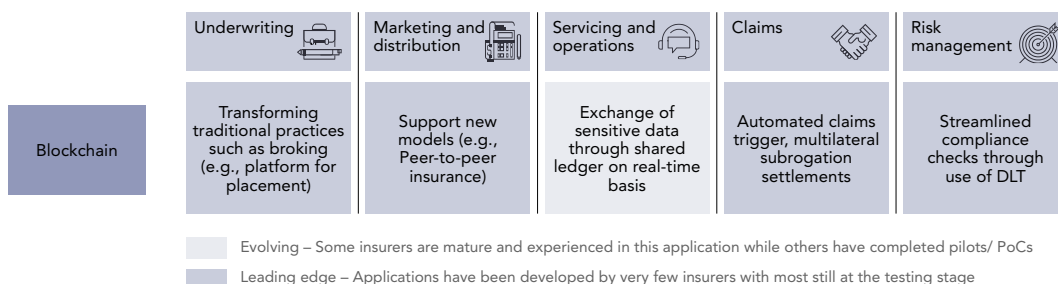 Underwriting
Marketing and
distribution
Servicing and
operations
Claims
Risk
management
Blockchain
Transforming
traditional practices
such as broking
(e.g., platform for
placement)
Support new
models (e.g.,
Peer-to-peer
insurance)
Exchange of
sensitive data
through shared
ledger on real-time
basis
Automated claims
trigger, multilateral
subrogation
settlements
Streamlined
compliance
checks through
use of DLT
Evolving – Some insurers are mature and experienced in this application while others have completed pilots/ PoCs
Leading edge – Applications have been developed by very few insurers with most still at the testing stage